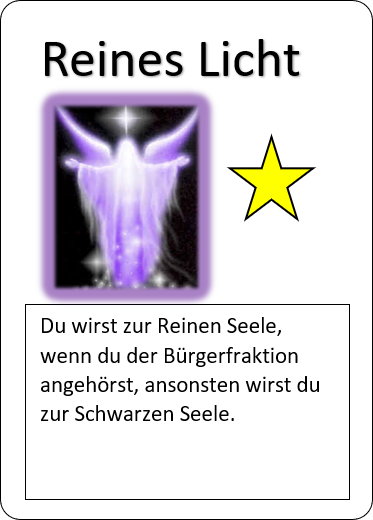 Reines Licht
Du wirst zur Reinen Seele,
wenn du der Bürgerfraktion
angehörst, ansonsten wirst du
zur Schwarzen Seele.